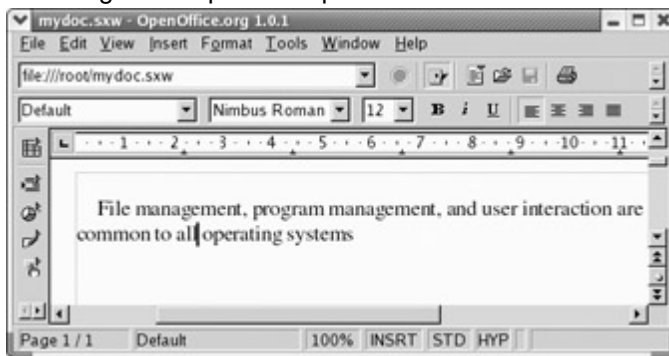 mydoc.sxw - OpenOffice.org 1.0.1
File Edit View Insert Format Tools Window Help
file:///root/mydoc.sxw
Default Nimbus Roman 12 B i U
1 2 3 4 5 6 7 8 9 10 11
File management, program management, and user interaction are
common to all operating systems
Page 1 / 1 Default 100% INSRT STD HYP